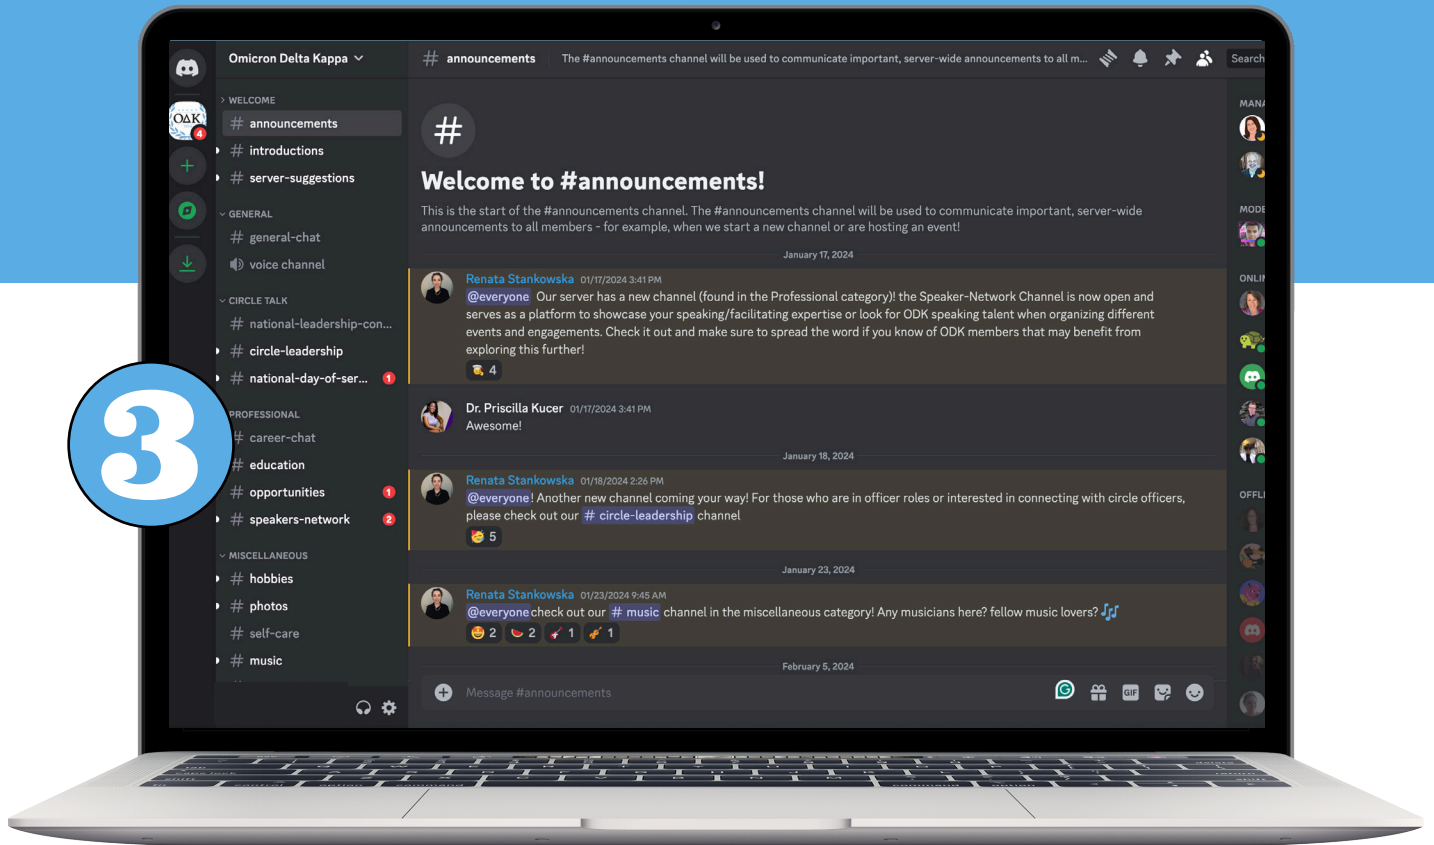 Omicron Delta Kappa
# announcements
The #announcements channel will be used to communicate important, server-wide announcements to all m...
Search
ΟΔΚ
4
WELCOME
# announcements
# introductions
# server-suggestions
GENERAL
# general-chat
voice channel
CIRCLE TALK
# national-leadership-con...
# circle-leadership
# national-day-of-ser... 1
PROFESSIONAL
# career-chat
# education
# opportunities 1
# speakers-network 2
MISCELLANEOUS
# hobbies
# photos
# self-care
# music
3
#
Welcome to #announcements!
This is the start of the #announcements channel. The #announcements channel will be used to communicate important, server-wide
announcements to all members - for example, when we start a new channel or are hosting an event!
January 17, 2024
Renata Stankowska 01/17/2024 3:41 PM
@everyone Our server has a new channel (found in the Professional category)! the Speaker-Network Channel is now open and
serves as a platform to showcase your speaking/facilitating expertise or look for ODK speaking talent when organizing different
events and engagements. Check it out and make sure to spread the word if you know of ODK members that may benefit from
exploring this further!
4
Dr. Priscilla Kucer 01/17/2024 3:41 PM
Awesome!
January 18, 2024
Renata Stankowska 01/18/2024 2:26 PM
@everyone! Another new channel coming your way! For those who are in officer roles or interested in connecting with circle officers,
please check out our # circle-leadership channel
5
January 23, 2024
Renata Stankowska 01/23/2024 9:45 AM
@everyone check out our # music channel in the miscellaneous category! Any musicians here? fellow music lovers?
2 2 1 1
February 5, 2024
Message #announcements
GIF
MANA
MODE
ONLIN
OFFLI